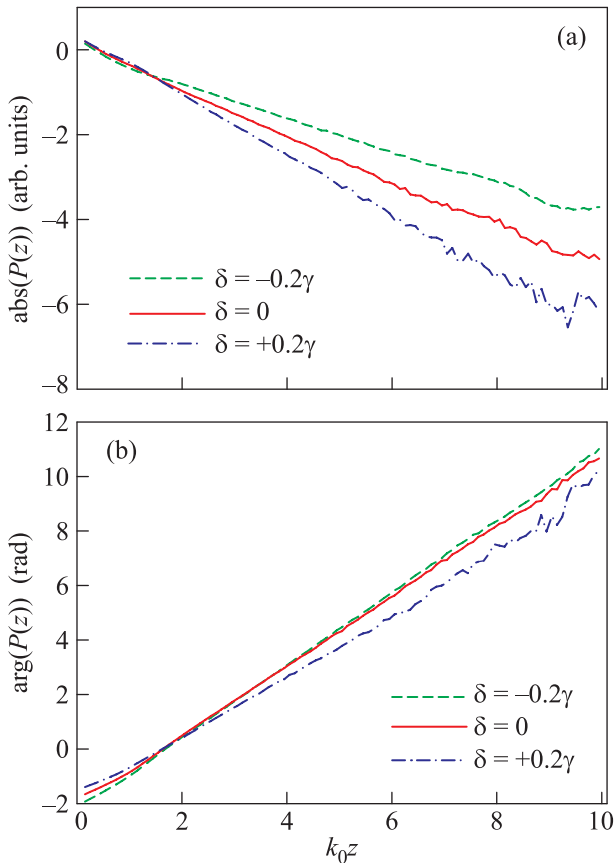 (a)
0
–2
–4
–6
–8
abs(P(z)) (arb. units)
δ = –0.2γ
δ = 0
δ = +0.2γ
(b)
12
10
8
6
4
2
0
–2
arg(P(z)) (rad)
δ = –0.2γ
δ = 0
δ = +0.2γ
0 2 4 6 8 10
k₀z